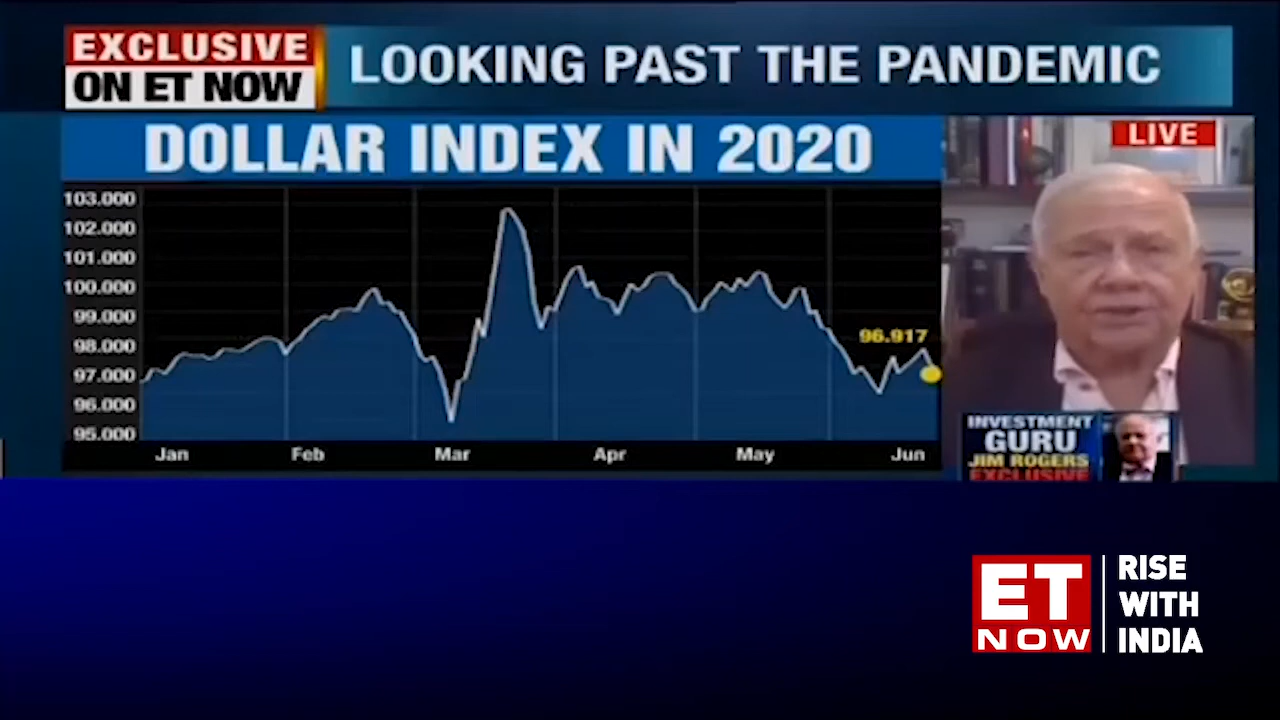 EXCLUSIVE
ON ET NOW
LOOKING PAST THE PANDEMIC
DOLLAR INDEX IN 2020
LIVE
103.000
102.000
101.000
100.000
99.000
98.000
97.000
96.000
95.000
96.917
Jan Feb Mar Apr May Jun
INVESTMENT
GURU
JIM ROGERS
EXCLUSIVE
ET
NOW
RISE
WITH
INDIA